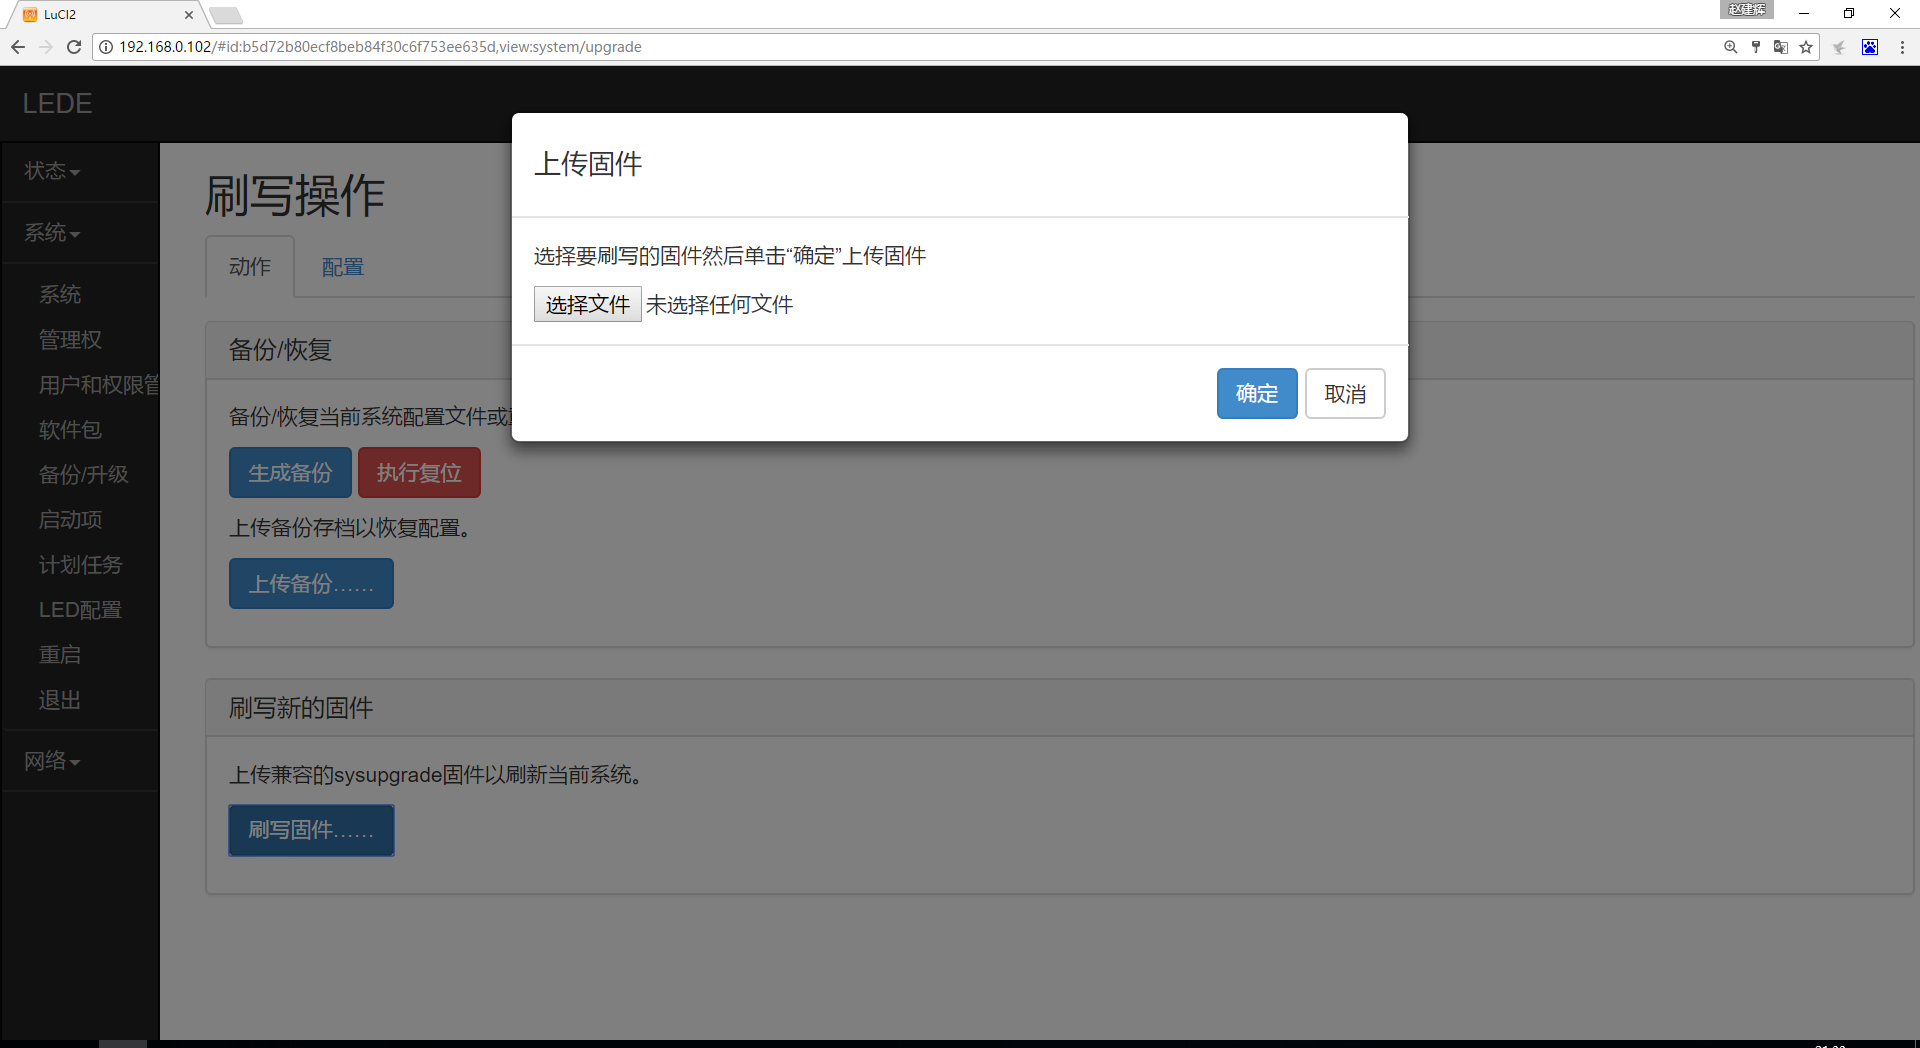 LuCI2
赵建辉
192.168.0.102/#id:b5d72b80ecf8beb84f30c6f753ee635d,view:system/upgrade
LEDE
状态
系统
系统
管理权
用户和权限管
软件包
备份/升级
启动项
计划任务
LED配置
重启
退出
网络
刷写操作
动作
配置
备份/恢复
备份/恢复当前系统配置文件或
生成备份
执行复位
上传备份存档以恢复配置。
上传备份……
刷写新的固件
上传兼容的sysupgrade固件以刷新当前系统。
刷写固件……
上传固件
选择要刷写的固件然后单击“确定”上传固件
选择文件 未选择任何文件
确定
取消